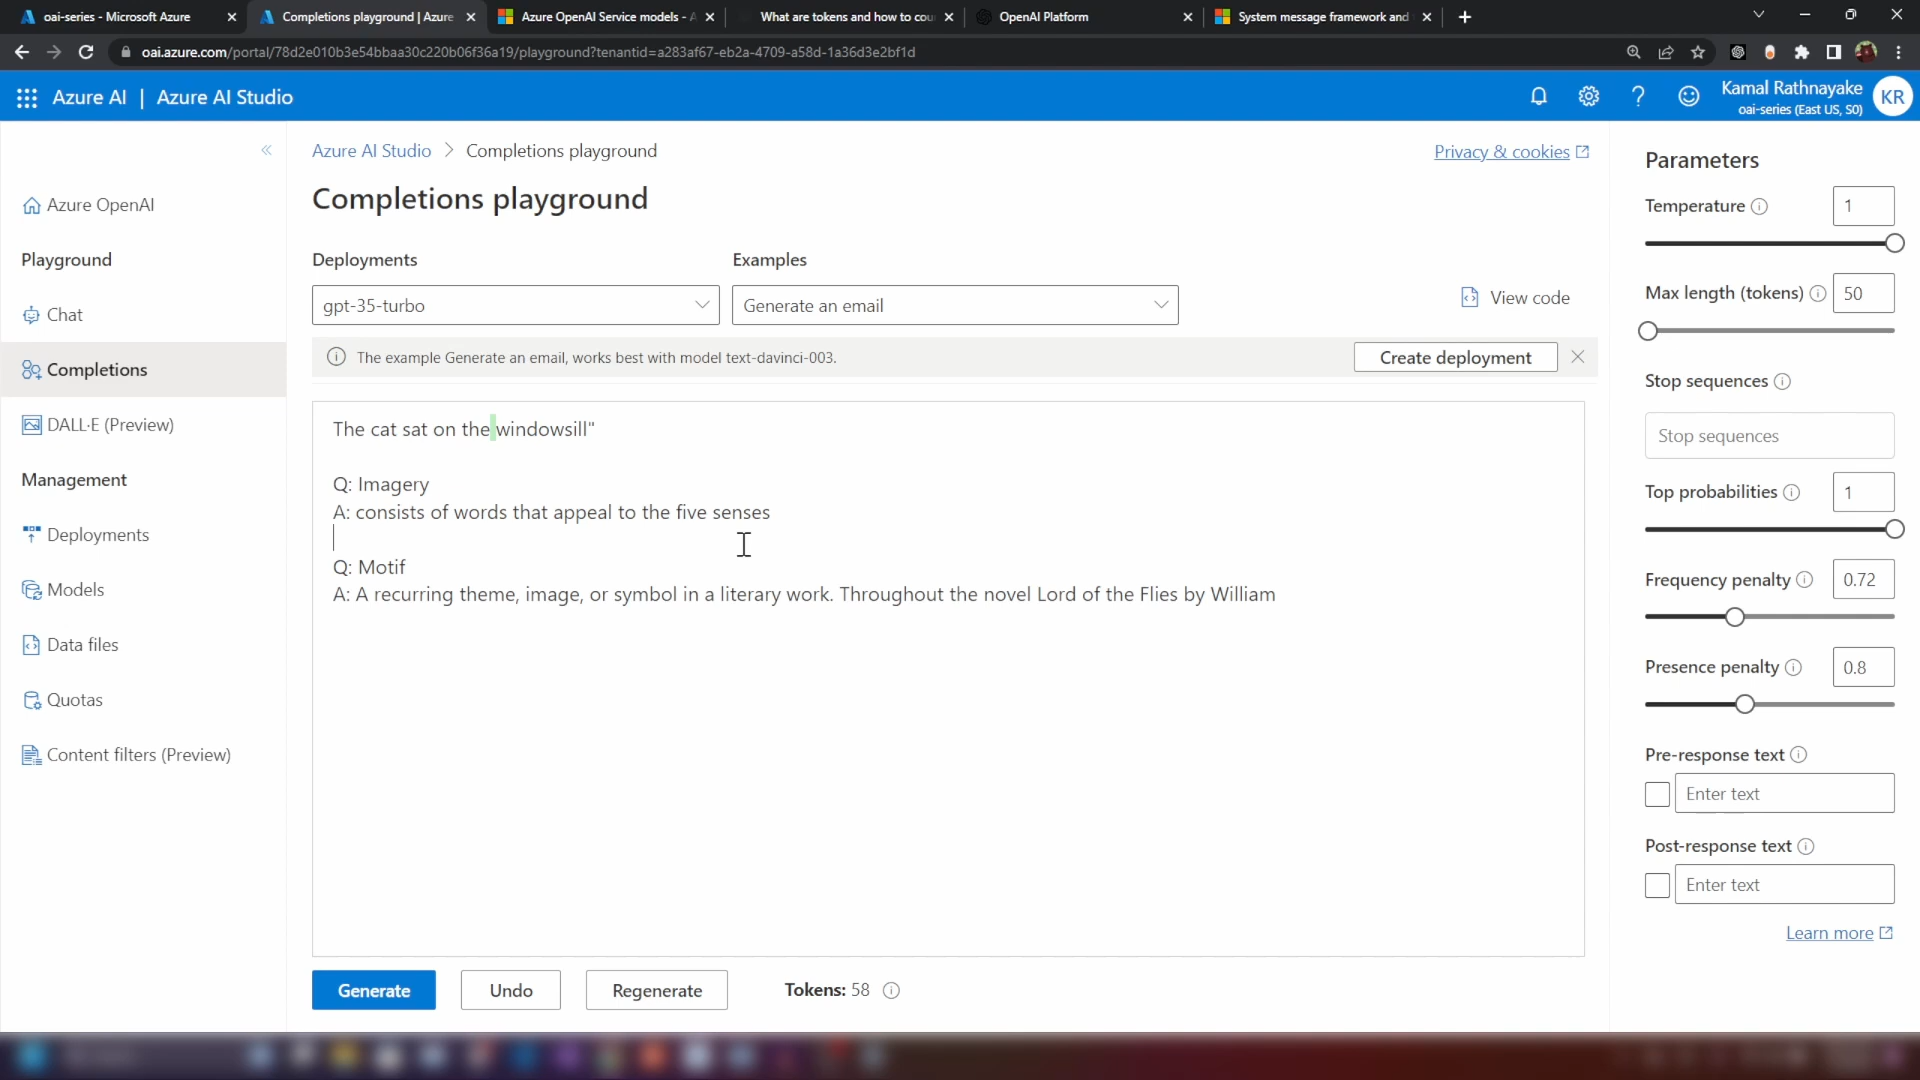 oai-series - Microsoft Azure
Completions playground | Azure
Azure OpenAI Service models - A
What are tokens and how to cou
OpenAI Platform
System message framework and
oai.azure.com/portal/78d2e010b3e54bbaa30c220b06f36a19/playground?tenantid=a283af67-eb2a-4709-a58d-1a36d3e2bf1d
Azure AI | Azure AI Studio
Kamal Rathnayake
oai-series (East US, S0)
KR
Azure OpenAI
Playground
Chat
Completions
DALL·E (Preview)
Management
Deployments
Models
Data files
Quotas
Content filters (Preview)
Azure AI Studio > Completions playground
Privacy & cookies
Completions playground
Deployments
Examples
gpt-35-turbo
Generate an email
View code
The example Generate an email, works best with model text-davinci-003.
Create deployment
The cat sat on the windowsill"
Q: Imagery
A: consists of words that appeal to the five senses
Q: Motif
A: A recurring theme, image, or symbol in a literary work. Throughout the novel Lord of the Flies by William
Generate
Undo
Regenerate
Tokens: 58
Parameters
Temperature
1
Max length (tokens)
50
Stop sequences
Stop sequences
Top probabilities
1
Frequency penalty
0.72
Presence penalty
0.8
Pre-response text
Enter text
Post-response text
Enter text
Learn more